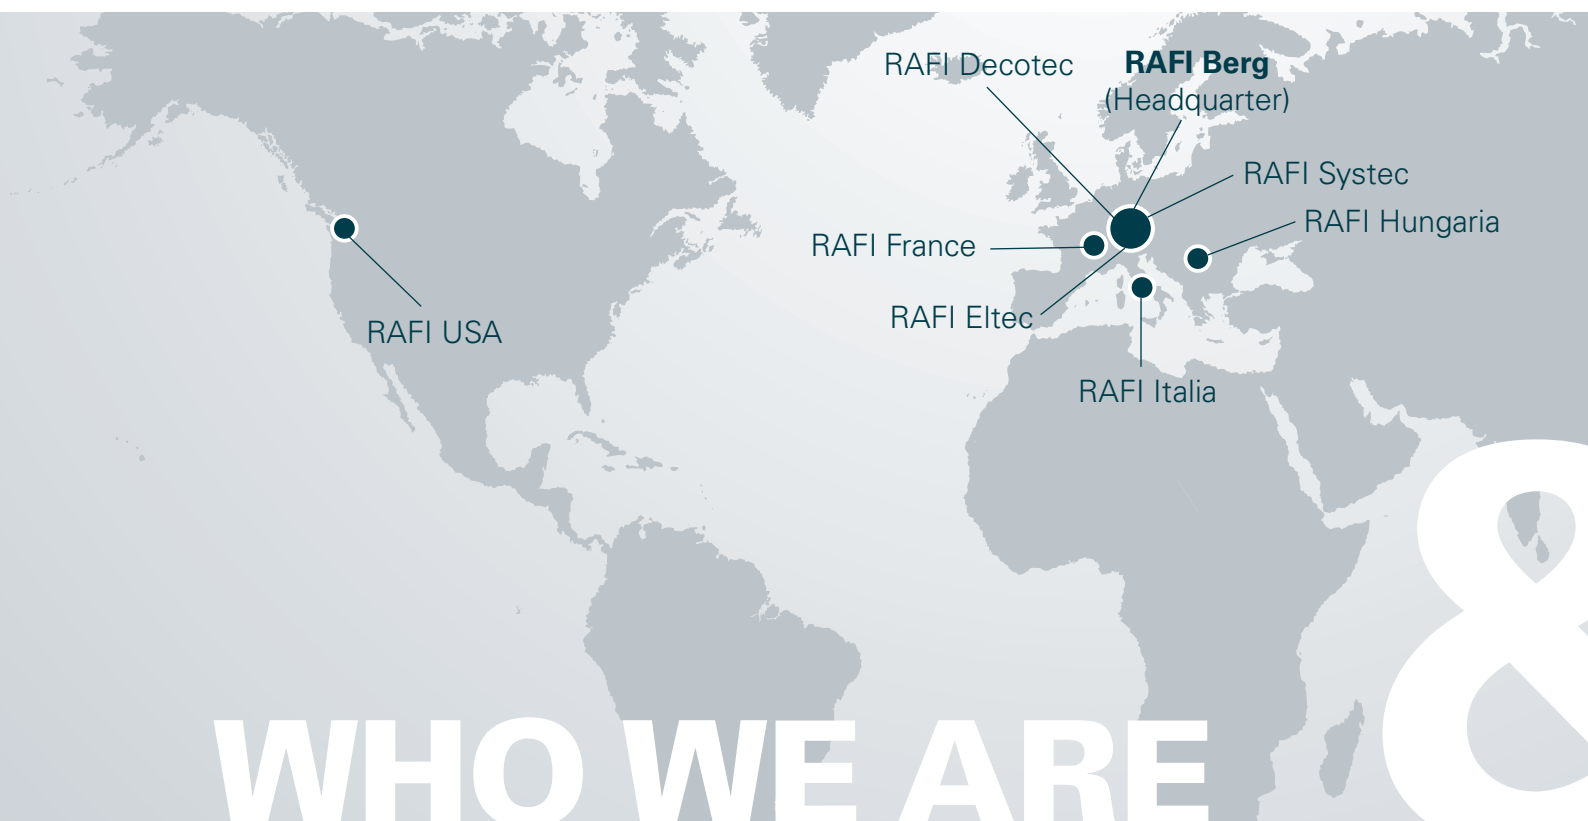 RAFI Decotec
RAFI Berg
(Headquarter)
RAFI Systec
RAFI Hungaria
RAFI France
RAFI Eltec
RAFI USA
RAFI Italia
&
WHO WE ARE